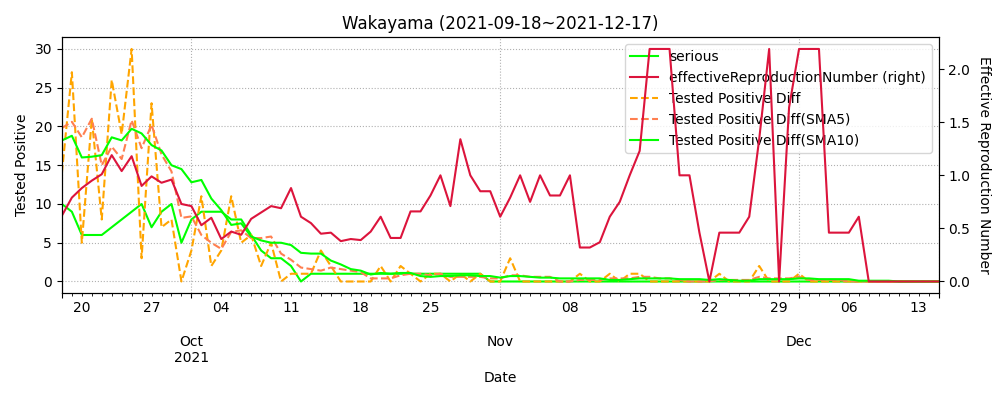 Wakayama (2021-09-18~2021-12-17)
serious
effectiveReproductionNumber (right)
Tested Positive Diff
Tested Positive Diff(SMA5)
Tested Positive Diff(SMA10)
Tested Positive
30
25
20
15
10
5
0
Effective Reproduction Number
2.0
1.5
1.0
0.5
0.0
20 27 04 11 18 25 08 15 22 29 06 13
Oct Nov Dec
2021
Date